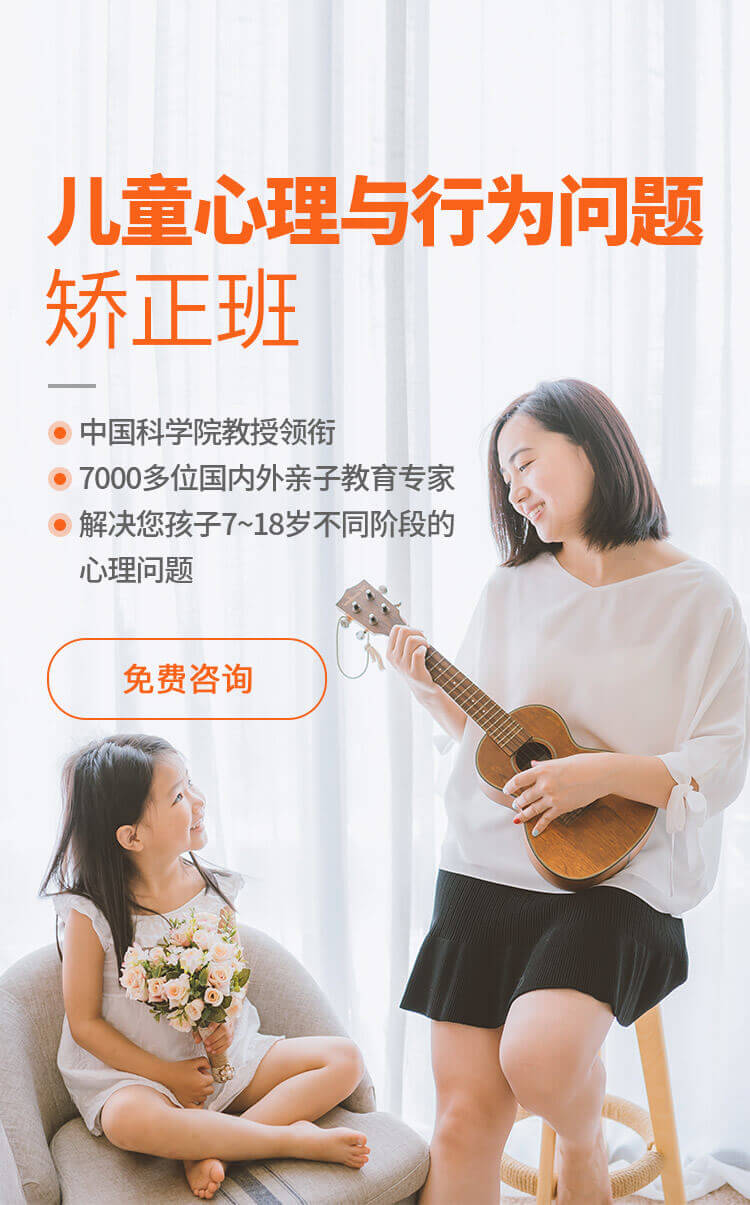 儿童心理与行为问题
矫正班
中国科学院教授领衔
7000多位国内外亲子教育专家
解决您孩子7~18岁不同阶段的
心理问题
免费咨询